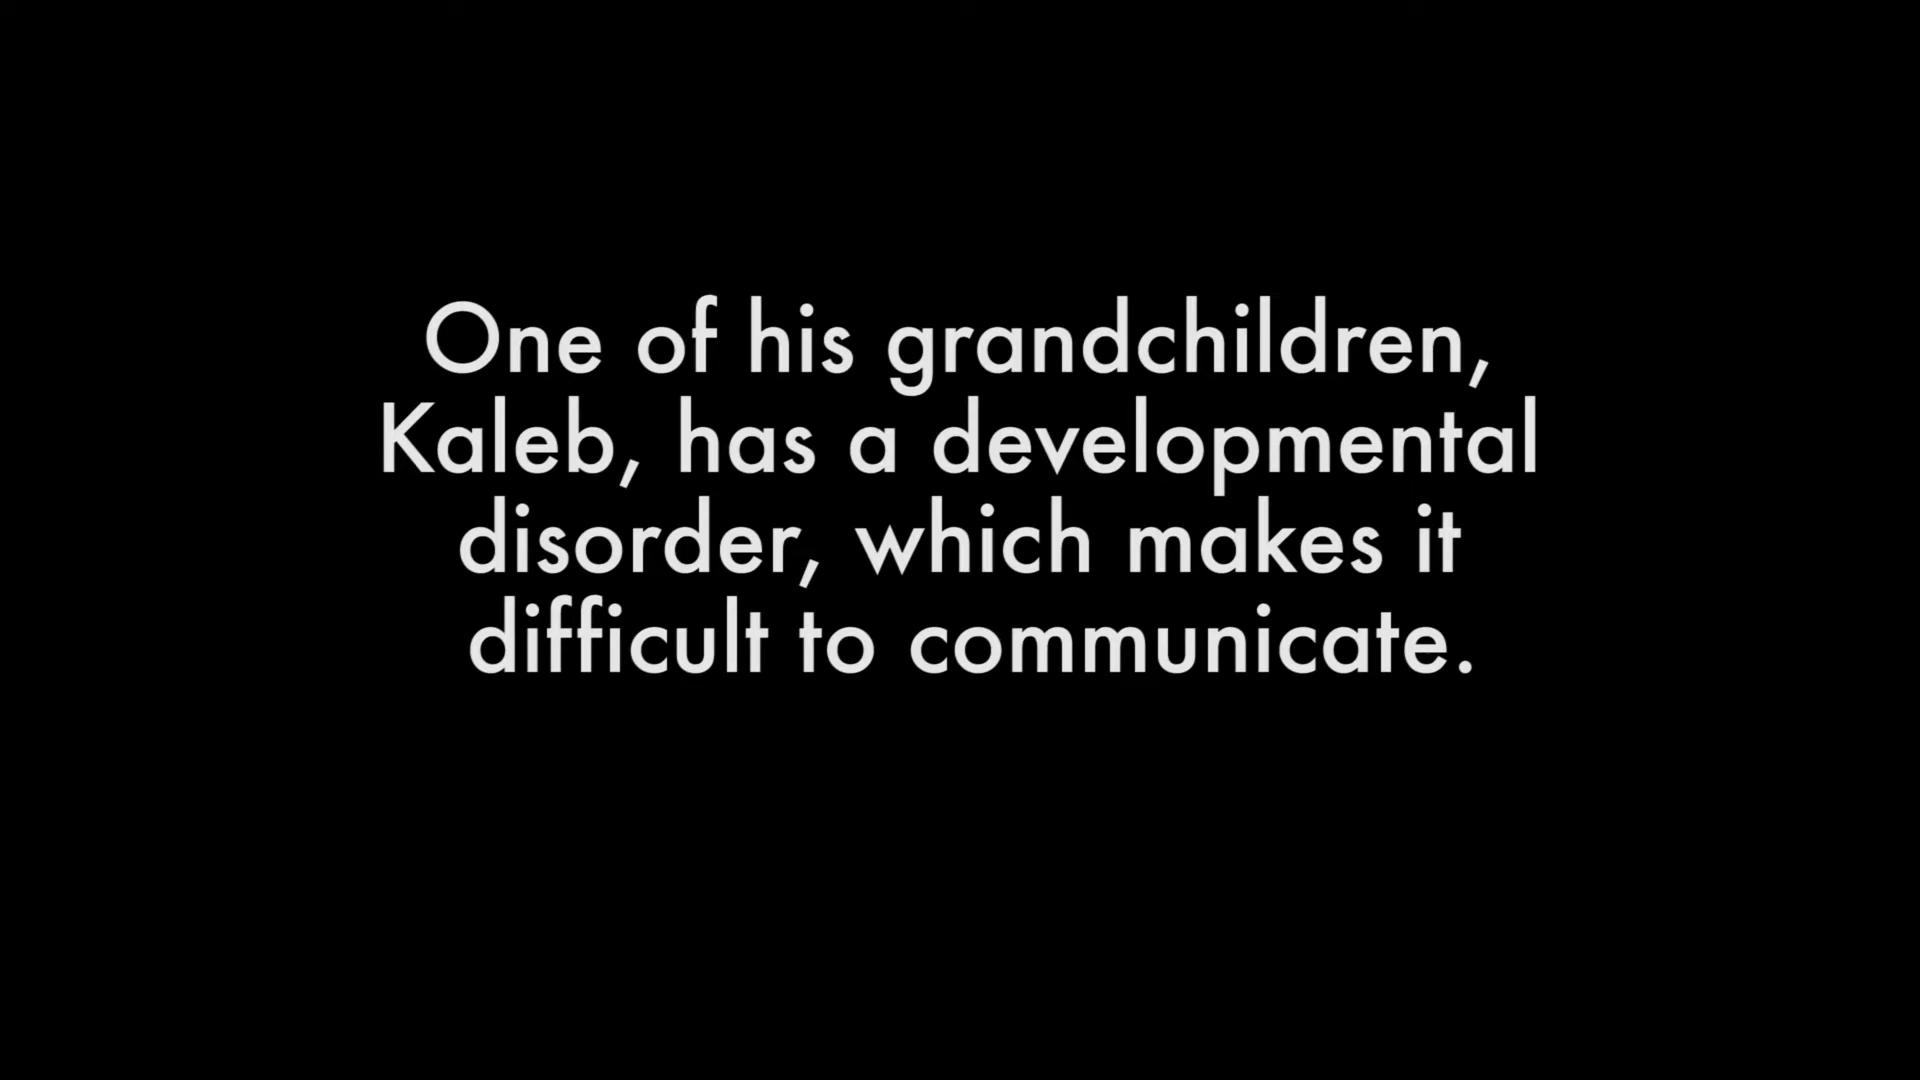 One of his grandchildren,
Kaleb, has a developmental
disorder, which makes it
difficult to communicate.